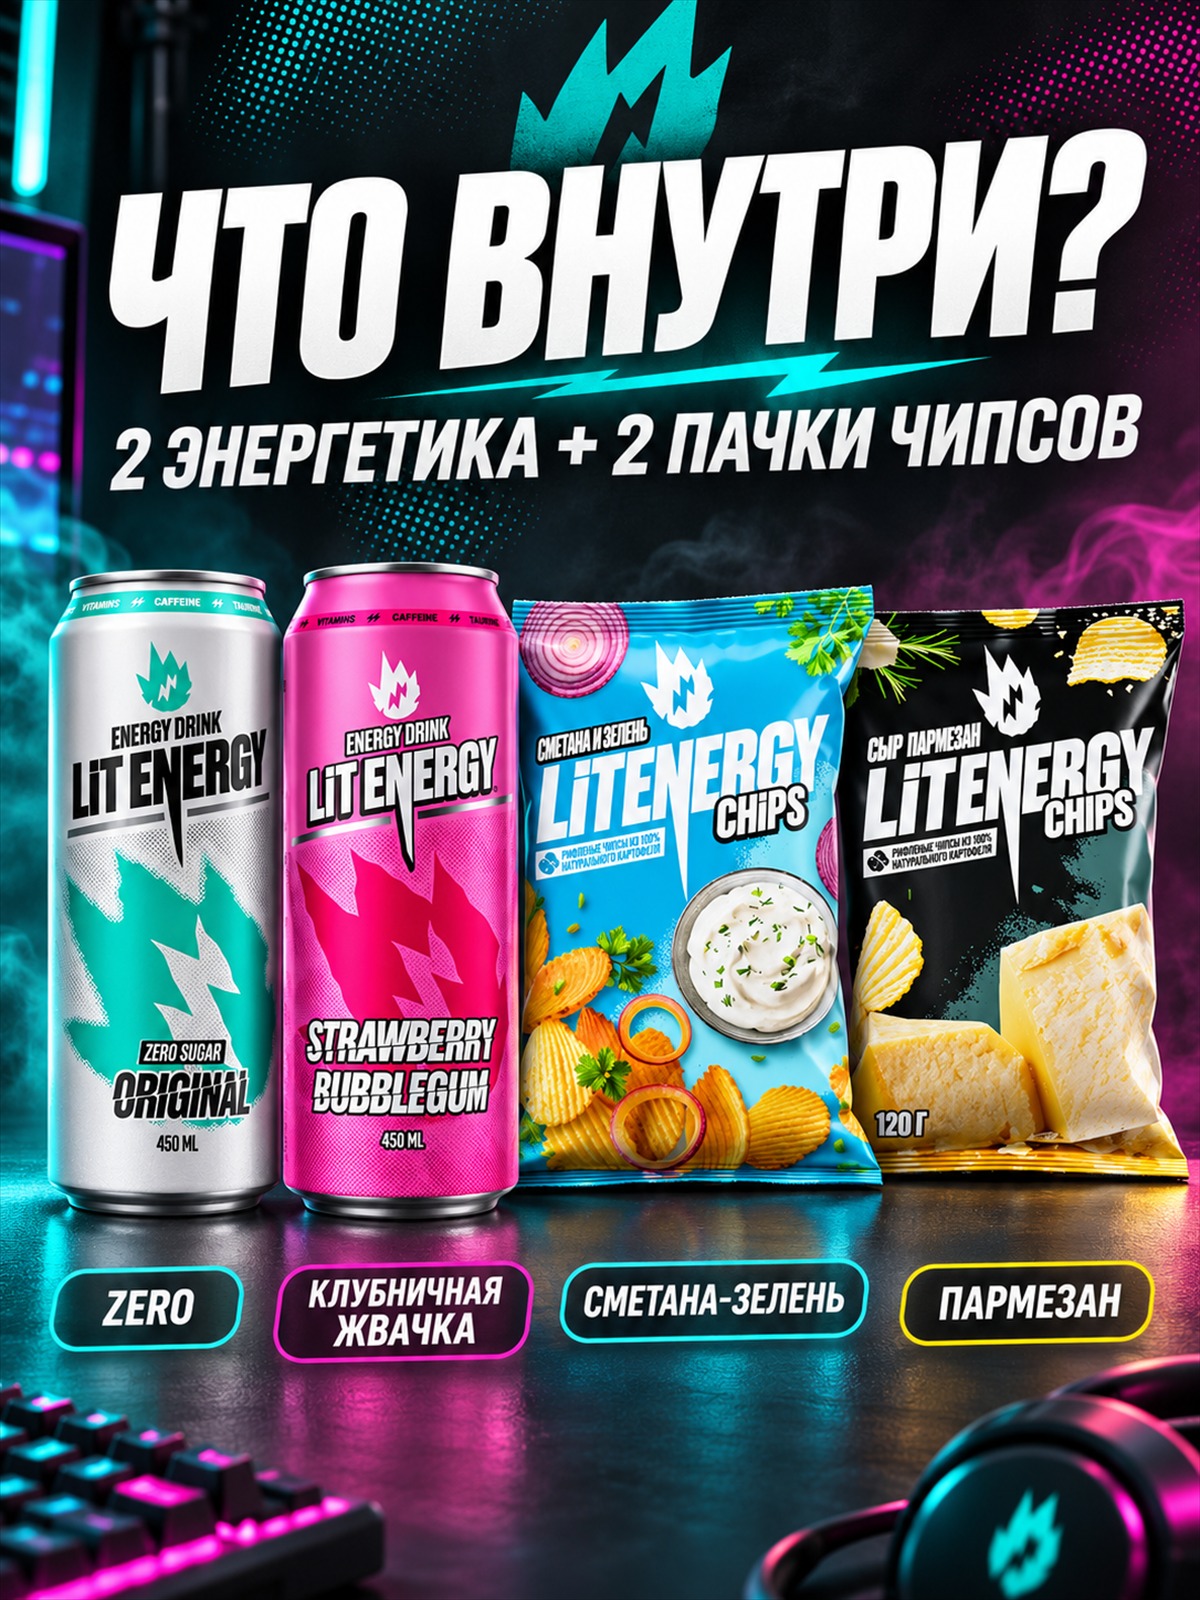 ЧТО ВНУТРИ?
2 ЭНЕРГЕТИКА + 2 ПАЧКИ ЧИПСОВ
VITAMINS CAFFEINE TAURINE
ENERGY DRINK
LIT ENERGY
ZERO SUGAR
ORIGINAL
450 ML
VITAMINS CAFFEINE TAURINE
ENERGY DRINK
LIT ENERGY
STRAWBERRY
BUBBLEGUM
450 ML
СМЕТАНА И ЗЕЛЕНЬ
LITENERGY
CHIPS
РИФЛЕНЫЕ ЧИПСЫ ИЗ 100%
НАТУРАЛЬНОГО КАРТОФЕЛЯ
СЫР ПАРМЕЗАН
LITENERGY
CHIPS
РИФЛЕНЫЕ ЧИПСЫ ИЗ 100%
НАТУРАЛЬНОГО КАРТОФЕЛЯ
120 Г
ZERO
КЛУБНИЧНАЯ
ЖВАЧКА
СМЕТАНА-ЗЕЛЕНЬ
ПАРМЕЗАН